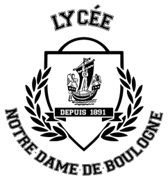 LYCÉE
DEPUIS 1891
NOTRE DAME DE BOULOGNE